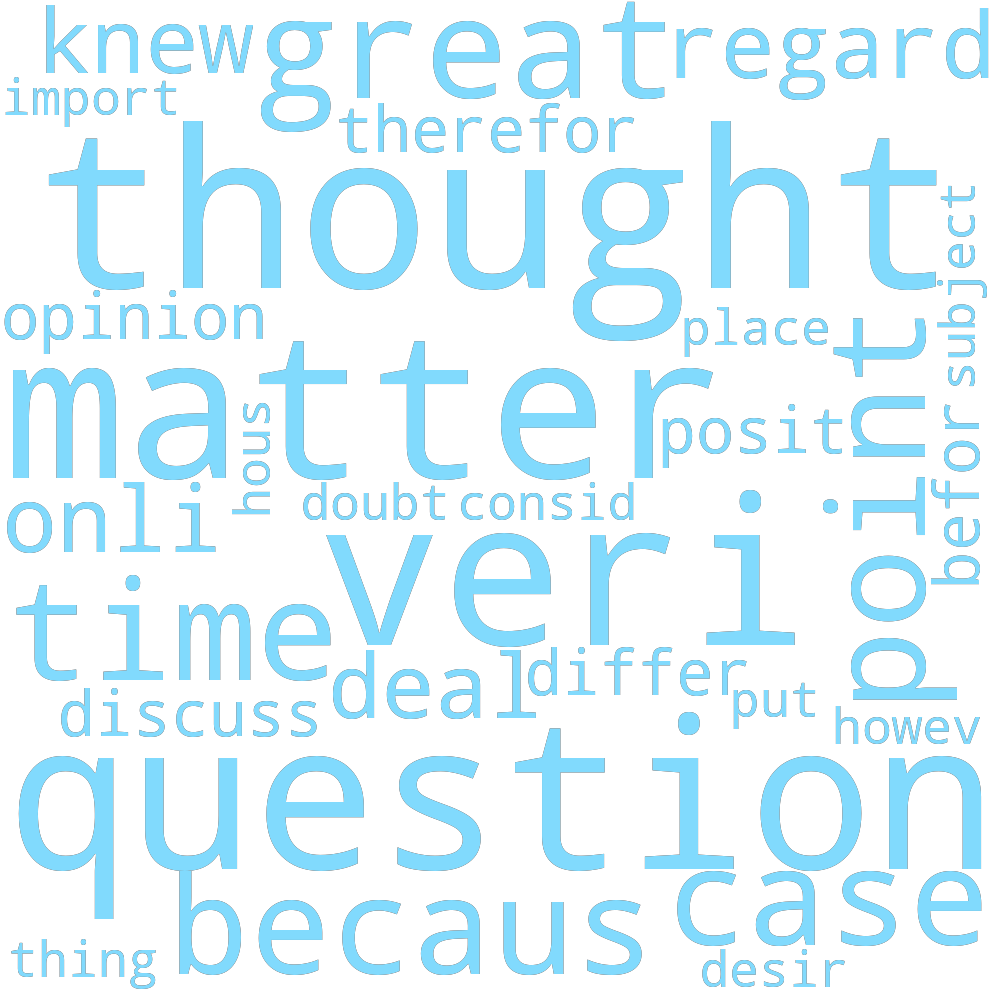 knew
great
regard
import
therefor
thought
subject
opinion
place
point
matter
hous
posit
befor
onli
doubt
consid
veri
time
deal
differ
discuss
put
howev
question
becaus
case
thing
desir